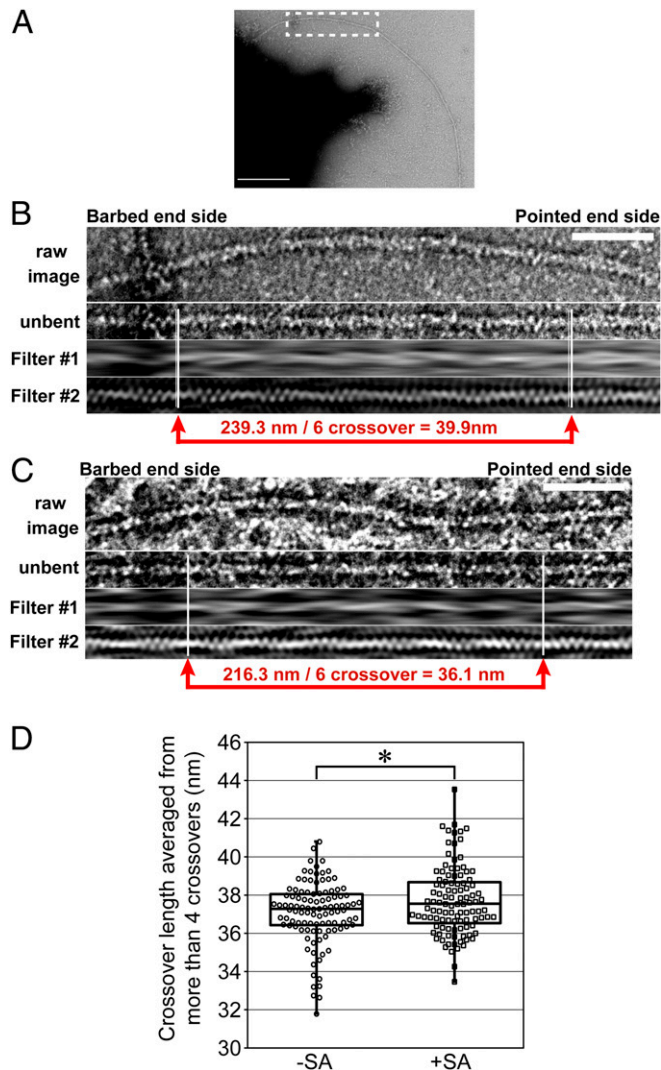 A
B
Barbed end side Pointed end side
raw
image
unbent
Filter #1
Filter #2
239.3 nm / 6 crossover = 39.9nm
C
Barbed end side Pointed end side
raw
image
unbent
Filter #1
Filter #2
216.3 nm / 6 crossover = 36.1 nm
D
Crossover length averaged from
more than 4 crossovers (nm)
46
44
42
40
38
36
34
32
30
*
-SA +SA